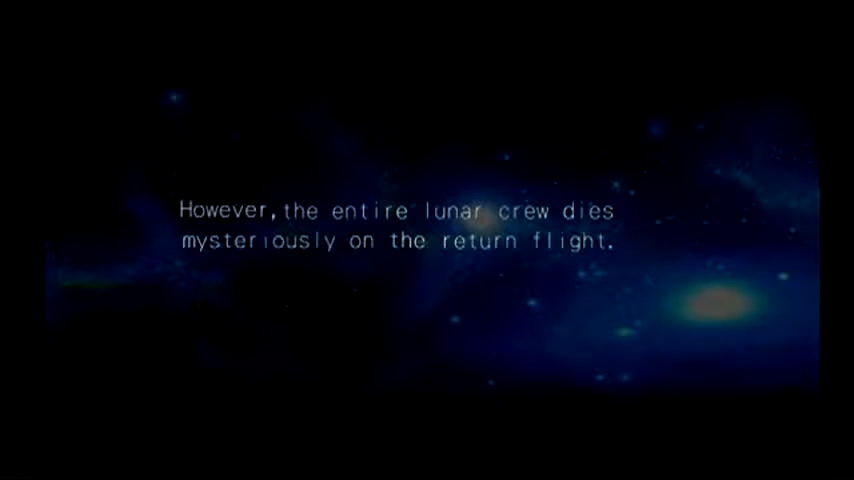 However, the entire lunar crew dies
mysteriously on the return flight.